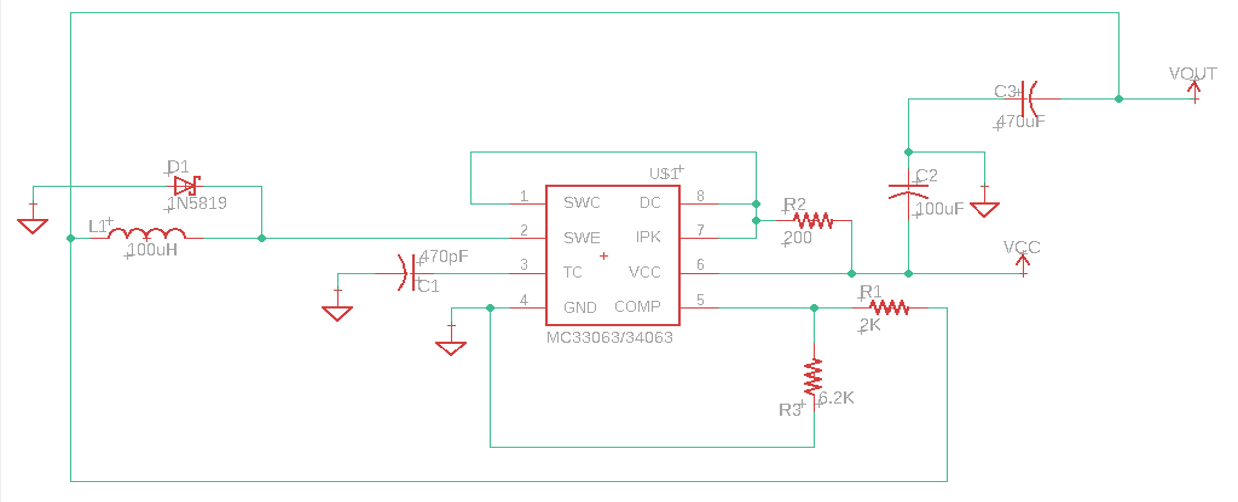 VOUT
C3
470uF
D1
1N5819
U$1
C2
100uF
1 SWC DC 8
R2
200
L1
100uH
2 SWE IPK 7
VCC
470pF
C1
3 TC VCC 6
R1
2K
4 GND COMP 5
MC33063/34063
6.2K
R3